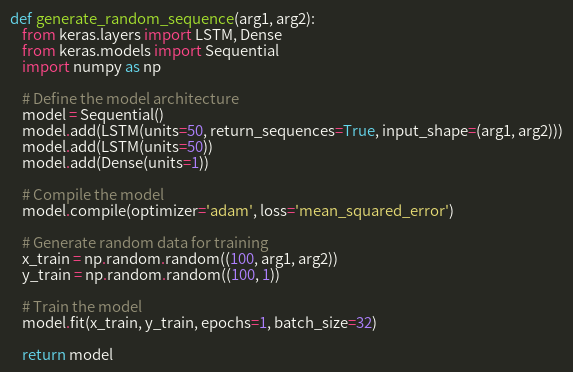 def generate_random_sequence(arg1, arg2):
    from keras.layers import LSTM, Dense
    from keras.models import Sequential
    import numpy as np

    # Define the model architecture
    model = Sequential()
    model.add(LSTM(units=50, return_sequences=True, input_shape=(arg1, arg2)))
    model.add(LSTM(units=50))
    model.add(Dense(units=1))

    # Compile the model
    model.compile(optimizer='adam', loss='mean_squared_error')

    # Generate random data for training
    x_train = np.random.random((100, arg1, arg2))
    y_train = np.random.random((100, 1))

    # Train the model
    model.fit(x_train, y_train, epochs=1, batch_size=32)

    return model